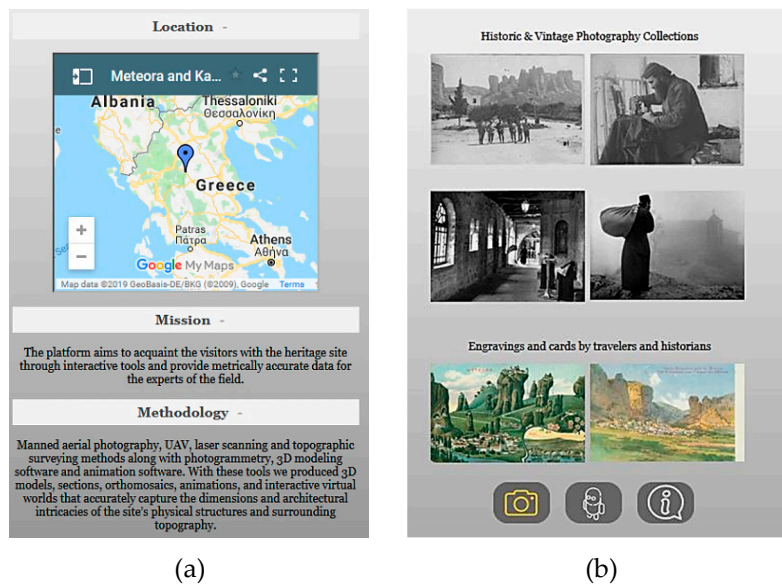 Location -
Meteora and Ka...
Albania
Thessaloniki
Θεσσαλονίκη
Greece
Patras
Πάτρα
Athens
Αθήνα
+
−
Google My Maps
Map data ©2019 GeoBasis-DE/BKG (©2009), Google Terms
Mission -
The platform aims to acquaint the visitors with the heritage site
through interactive tools and provide metrically accurate data for
the experts of the field.
Methodology -
Manned aerial photography, UAV, laser scanning and topographic
surveying methods along with photogrammetry, 3D modeling
software and animation software. With these tools we produced 3D
models, sections, orthomosaics, animations, and interactive virtual
worlds that accurately capture the dimensions and architectural
intricacies of the site's physical structures and surrounding
topography.
(a)
Historic & Vintage Photography Collections
Engravings and cards by travelers and historians
(b)